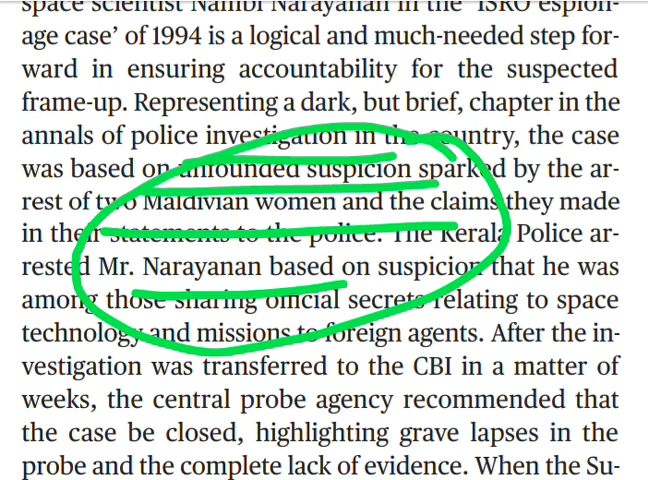 space scientist Nambi Narayanan in the 'ISRO espion-
age case' of 1994 is a logical and much-needed step for-
ward in ensuring accountability for the suspected
frame-up. Representing a dark, but brief, chapter in the
annals of police investigation in the country, the case
was based on unfounded suspicion sparked by the ar-
rest of two Maldivian women and the claims they made
in their statements to the police. The Kerala Police ar-
rested Mr. Narayanan based on suspicion that he was
among those sharing official secrets relating to space
technology and missions to foreign agents. After the in-
vestigation was transferred to the CBI in a matter of
weeks, the central probe agency recommended that
the case be closed, highlighting grave lapses in the
probe and the complete lack of evidence. When the Su-